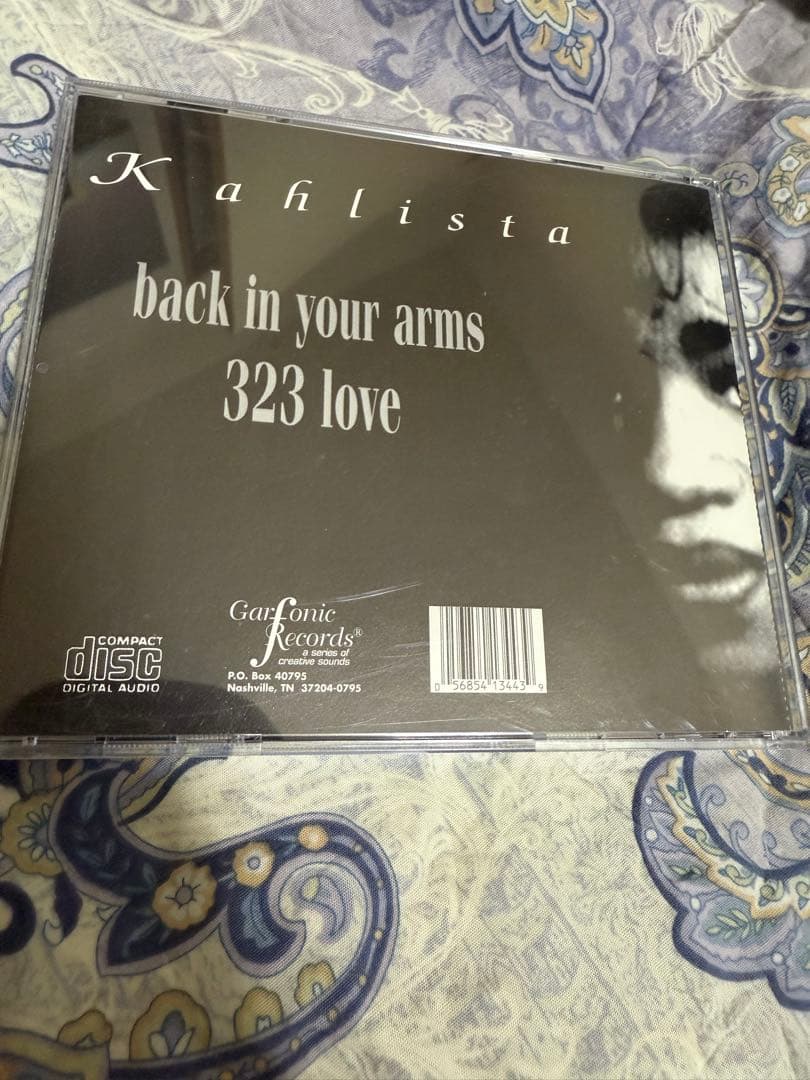 Kahlista
back in your arms
323 love
COMPACT
disc
DIGITAL AUDIO
Garfonic
Records®
a series of
creative sounds
P.O. Box 40795
Nashville, TN 37204-0795
0 56854 13443 9